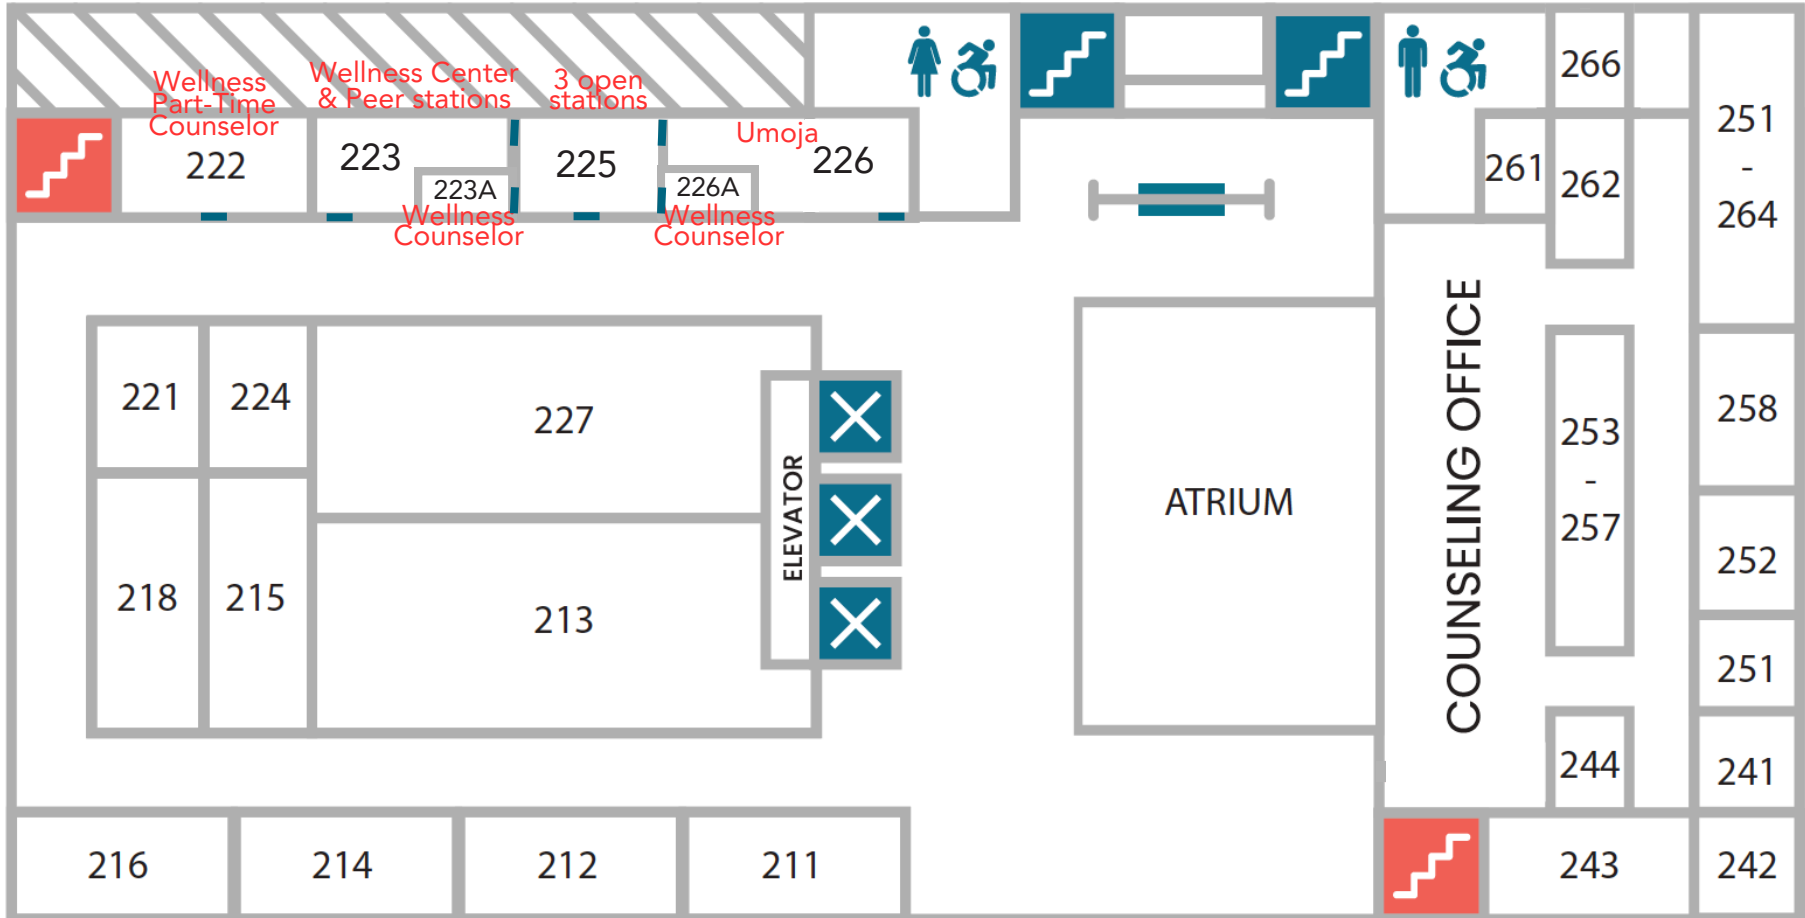 Wellness
Part-Time
Counselor
222
Wellness Center
& Peer stations
223
223A
Wellness
Counselor
3 open
stations
225
Umoja
226
226A
Wellness
Counselor
266
261
262
251
-
264
221
224
227
ELEVATOR
218
215
213
ATRIUM
COUNSELING OFFICE
253
-
257
258
252
251
244
241
216
214
212
211
243
242